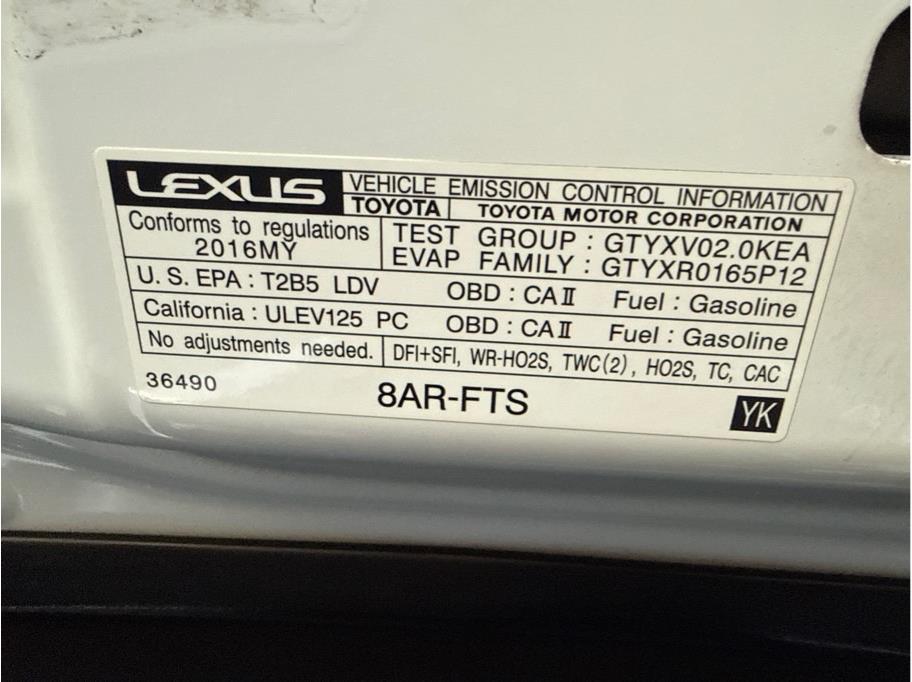 LEXUS VEHICLE EMISSION CONTROL INFORMATION
TOYOTA TOYOTA MOTOR CORPORATION
Conforms to regulations
2016MY
TEST GROUP : GTYXV02.0KEA
EVAP FAMILY : GTYXR0165P12
U. S. EPA : T2B5 LDV OBD : CAII Fuel : Gasoline
California : ULEV125 PC OBD : CAII Fuel : Gasoline
No adjustments needed. DFI+SFI, WR-HO2S, TWC(2), HO2S, TC, CAC
36490 8AR-FTS YK